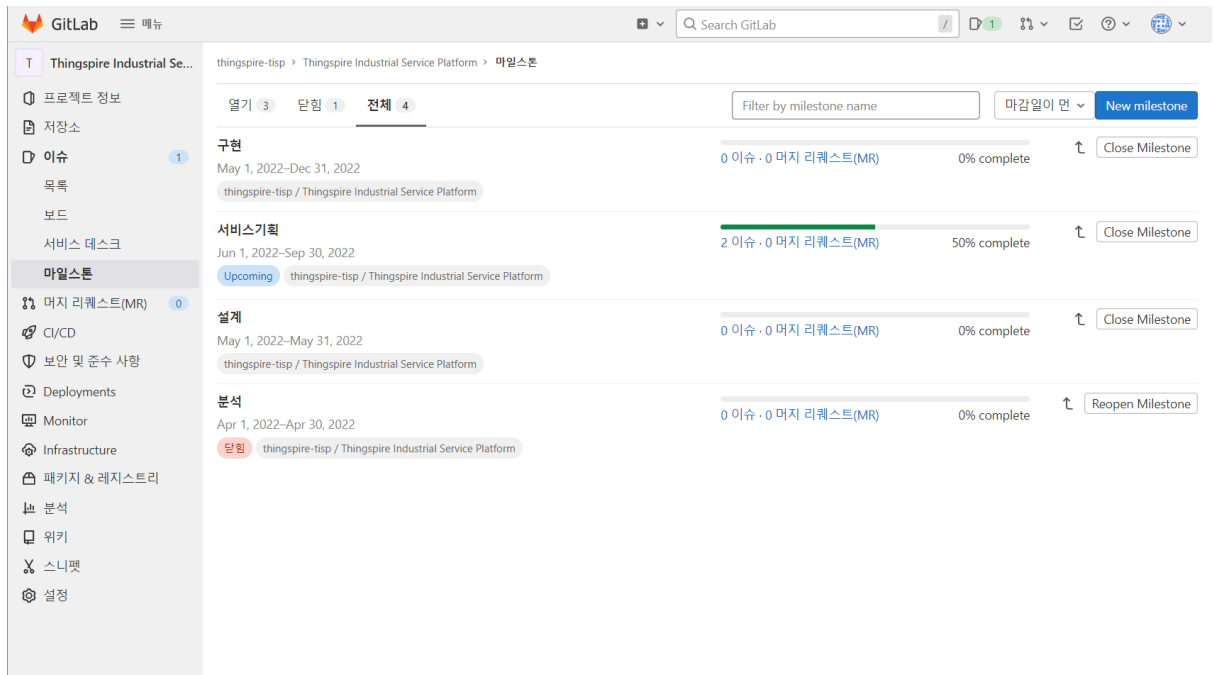 GitLab 메뉴 Search GitLab / 1
T Thingspire Industrial Se...
프로젝트 정보
저장소
이슈 1
목록
보드
서비스 데스크
마일스톤
머지 리퀘스트(MR) 0
CI/CD
보안 및 준수 사항
Deployments
Monitor
Infrastructure
패키지 & 레지스트리
분석
위키
스니펫
설정
thingspire-tisp > Thingspire Industrial Service Platform > 마일스톤
열기 3 닫힘 1 전체 4 Filter by milestone name 마감일이 먼 New milestone
구현
May 1, 2022–Dec 31, 2022
thingspire-tisp / Thingspire Industrial Service Platform
0 이슈 · 0 머지 리퀘스트(MR) 0% complete
Close Milestone
서비스기획
Jun 1, 2022–Sep 30, 2022
Upcoming thingspire-tisp / Thingspire Industrial Service Platform
2 이슈 · 0 머지 리퀘스트(MR) 50% complete
Close Milestone
설계
May 1, 2022–May 31, 2022
thingspire-tisp / Thingspire Industrial Service Platform
0 이슈 · 0 머지 리퀘스트(MR) 0% complete
Close Milestone
분석
Apr 1, 2022–Apr 30, 2022
닫힘 thingspire-tisp / Thingspire Industrial Service Platform
0 이슈 · 0 머지 리퀘스트(MR) 0% complete
Reopen Milestone